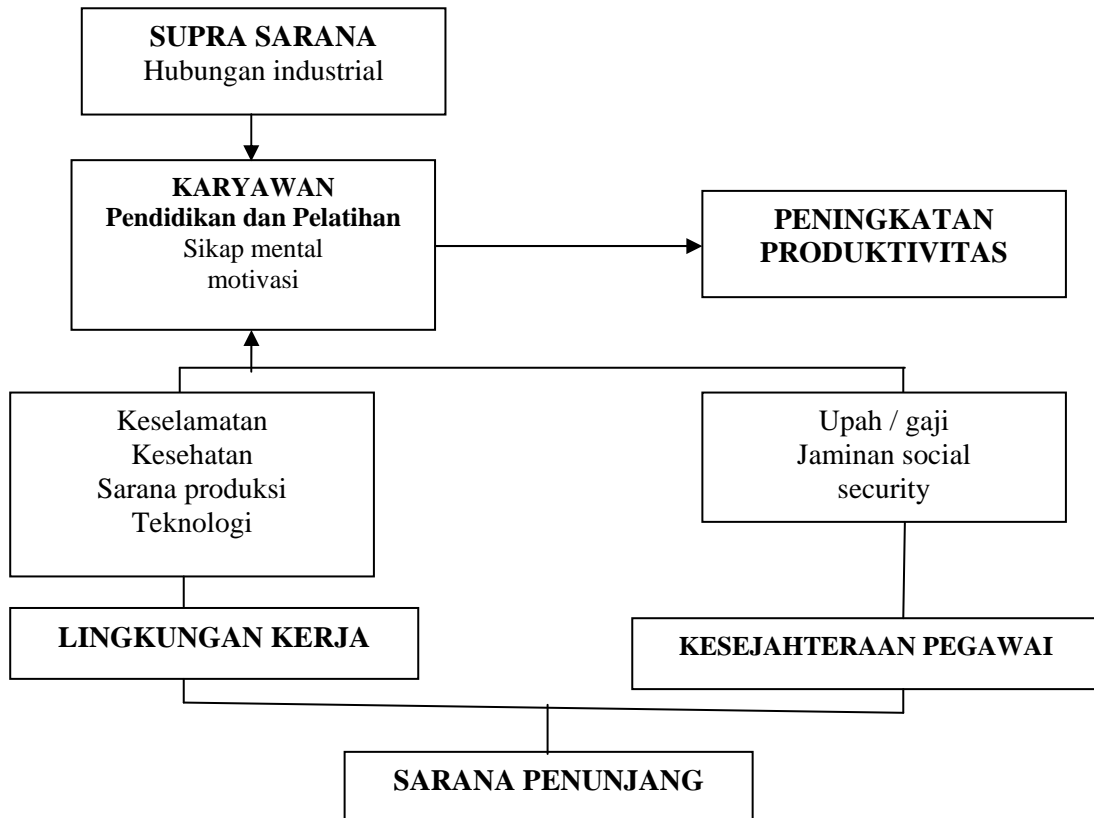 SUPRA SARANA
Hubungan industrial
KARYAWAN
Pendidikan dan Pelatihan
Sikap mental
motivasi
PENINGKATAN
PRODUKTIVITAS
Keselamatan
Kesehatan
Sarana produksi
Teknologi
Upah / gaji
Jaminan social
security
LINGKUNGAN KERJA
KESEJAHTERAAN PEGAWAI
SARANA PENUNJANG